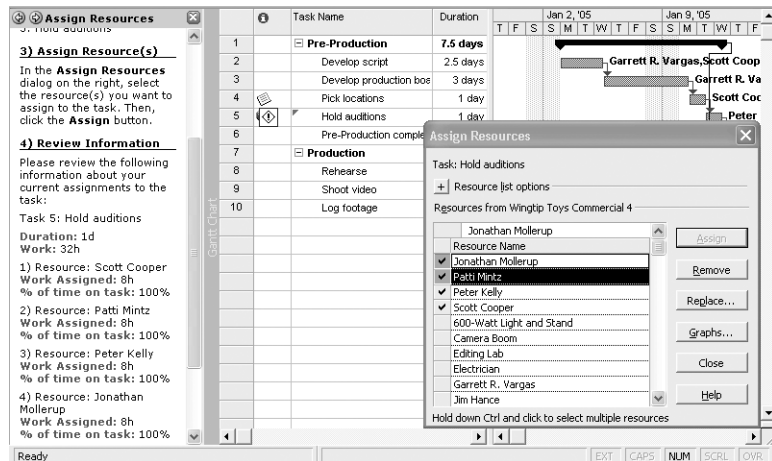 Assign Resources
3) Assign Resource(s)
In the Assign Resources
dialog on the right, select
the resource(s) you want to
assign to the task. Then,
click the Assign button.
4) Review Information
Please review the following
information about your
current assignments to the
task:
Task 5: Hold auditions
Duration: 1d
Work: 32h
1) Resource: Scott Cooper
Work Assigned: 8h
% of time on task: 100%
2) Resource: Patti Mintz
Work Assigned: 8h
% of time on task: 100%
3) Resource: Peter Kelly
Work Assigned: 8h
% of time on task: 100%
4) Resource: Jonathan
Mollerup
Work Assigned: 8h
% of time on task: 100%
Gantt Chart
Task Name Duration
1 Pre-Production 7.5 days
2 Develop script 2.5 days
3 Develop production boa 3 days
4 Pick locations 1 day
5 Hold auditions 1 day
6 Pre-Production comple
7 Production
8 Rehearse
9 Shoot video
10 Log footage
Jan 2, '05 Jan 9, '05
T F S S M T W T F S S M T W T F
Garrett R. Vargas,Scott Coop
Garrett R. Va
Scott Coo
Peter
Assign Resources
Task: Hold auditions
+ Resource list options
Resources from Wingtip Toys Commercial 4
Jonathan Mollerup
Resource Name
Jonathan Mollerup
Patti Mintz
Peter Kelly
Scott Cooper
600-Watt Light and Stand
Camera Boom
Editing Lab
Electrician
Garrett R. Vargas
Jim Hance
Assign
Remove
Replace...
Graphs...
Close
Help
Hold down Ctrl and click to select multiple resources
Ready EXT CAPS NUM SCRL OVR